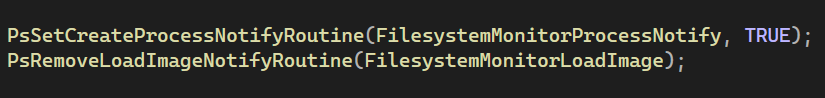 PsSetCreateProcessNotifyRoutine(FilesystemMonitorProcessNotify, TRUE);
PsRemoveLoadImageNotifyRoutine(FilesystemMonitorLoadImage);